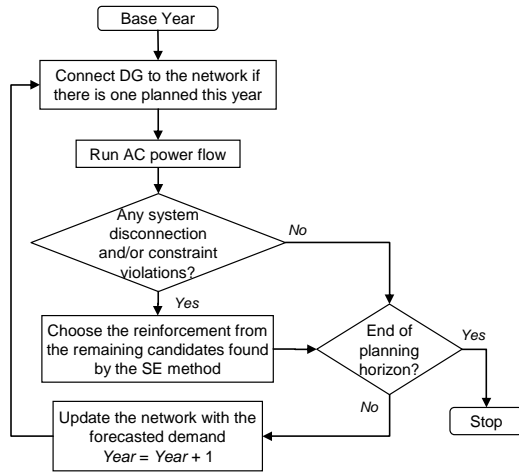 Base Year
Connect DG to the network if
there is one planned this year
Run AC power flow
Any system
disconnection
and/or constraint
violations?
No
Yes
Choose the reinforcement from
the remaining candidates found
by the SE method
End of
planning
horizon?
Yes
No
Stop
Update the network with the
forecasted demand
Year = Year + 1